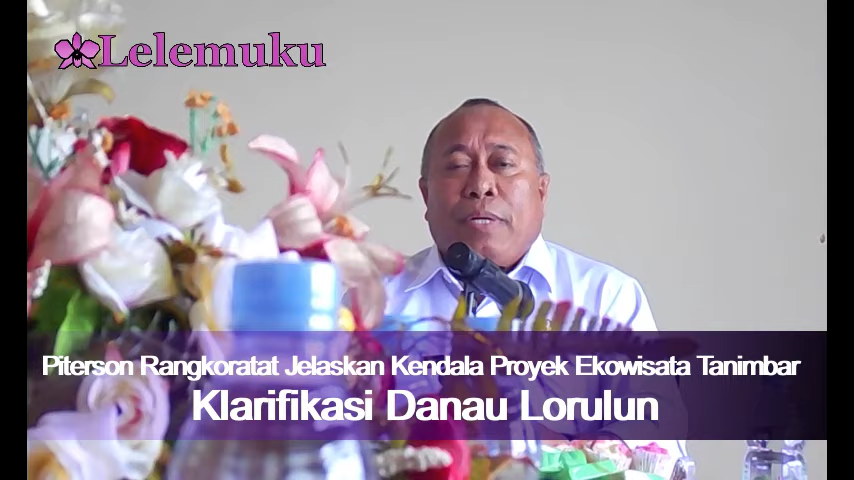 Lelemuku
Piterson Rangkoratat Jelaskan Kendala Proyek Ekowisata Tanimbar
Klarifikasi Danau Lorulun